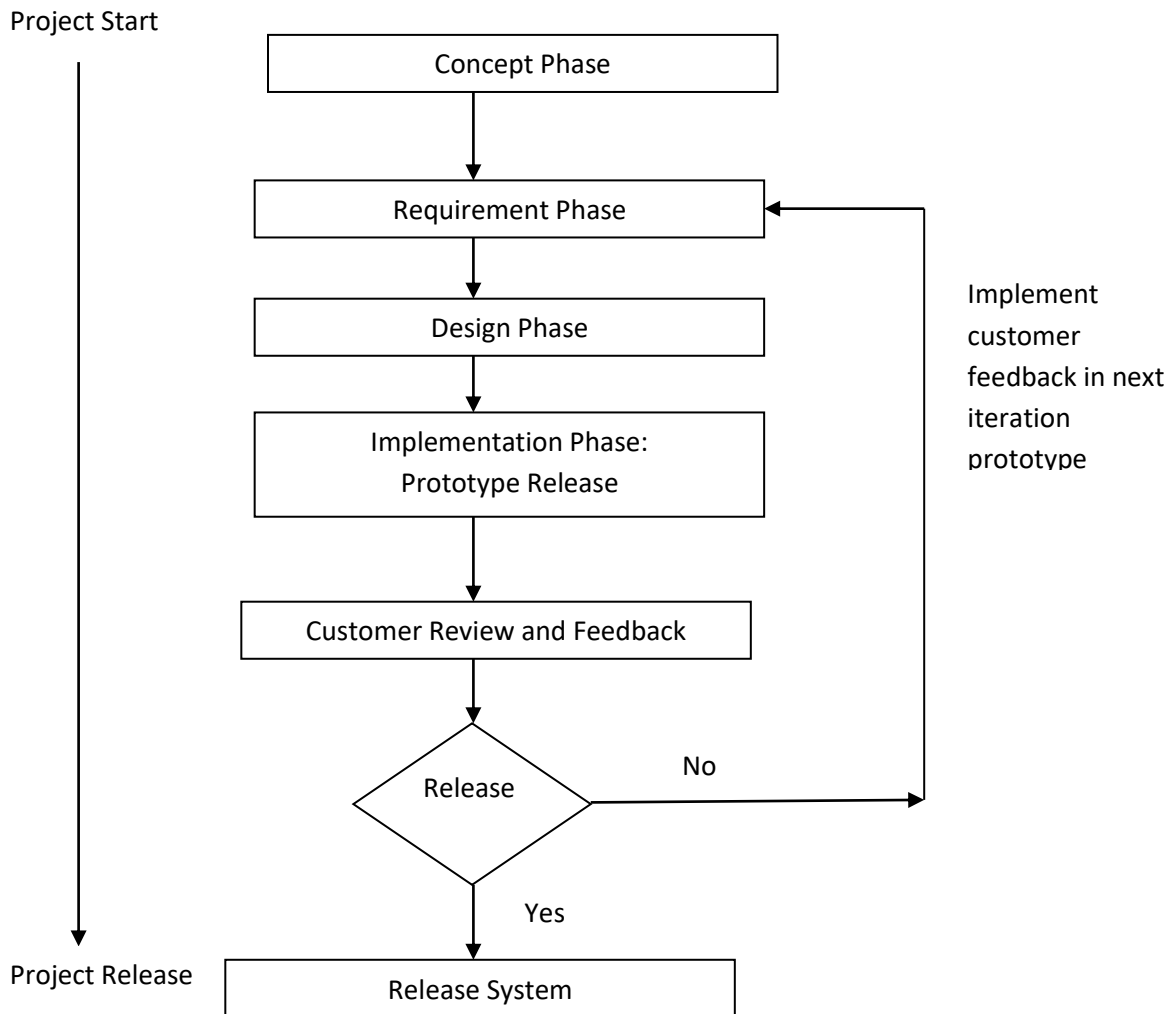 Project Start
Concept Phase
Requirement Phase
Implement
customer
feedback in next
iteration
prototype
Design Phase
Implementation Phase:
Prototype Release
Customer Review and Feedback
Release
No
Yes
Project Release
Release System